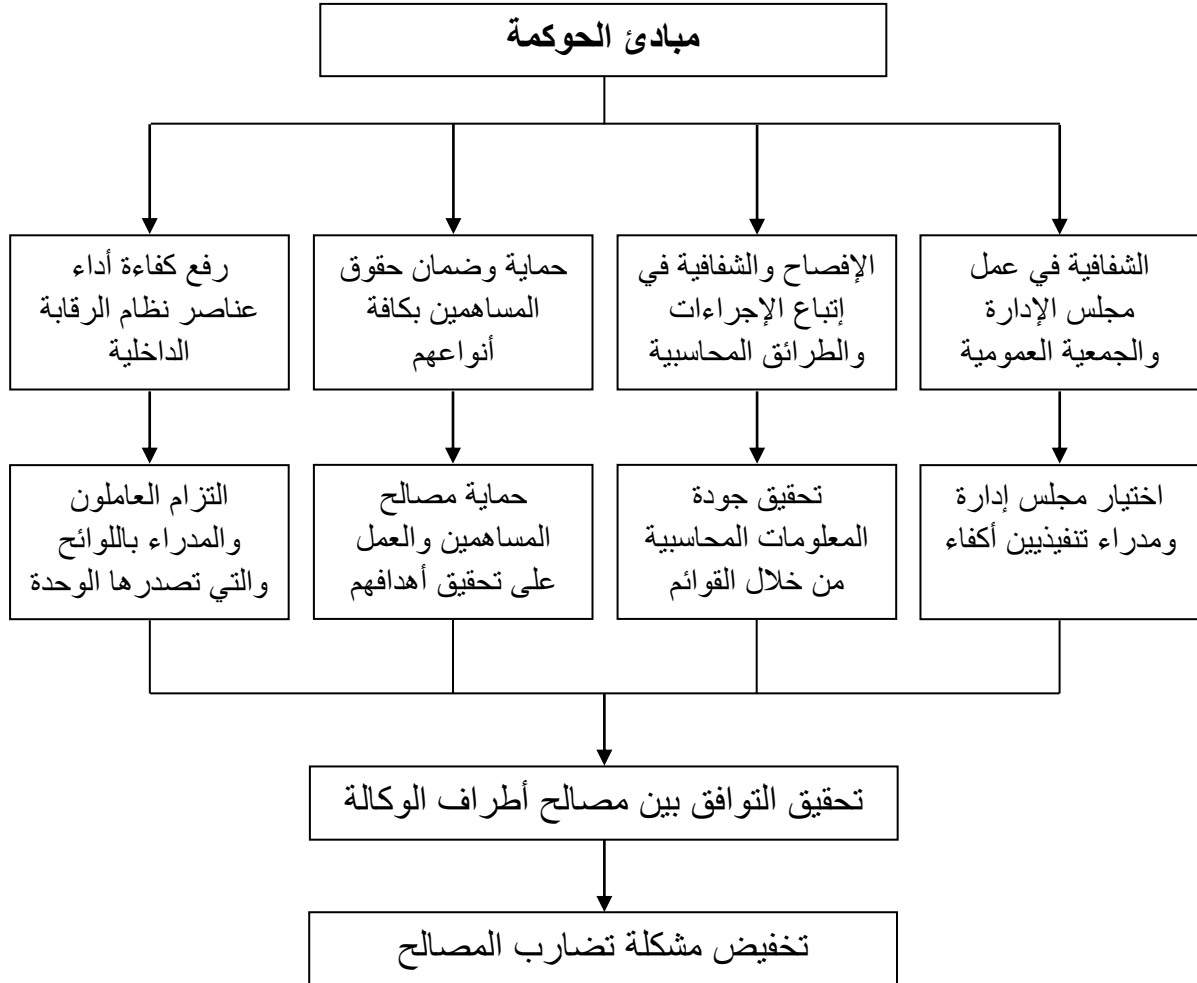 مبادئ الحوكمة
الشفافية في عمل
مجلس الإدارة
والجمعية العمومية
الإفصاح والشفافية في
إتباع الإجراءات
والطرائق المحاسبية
حماية وضمان حقوق
المساهمين بكافة
أنواعهم
رفع كفاءة أداء
عناصر نظام الرقابة
الداخلية
اختيار مجلس إدارة
ومدراء تنفيذيين أكفاء
تحقيق جودة
المعلومات المحاسبية
من خلال القوائم
حماية مصالح
المساهمين والعمل
على تحقيق أهدافهم
التزام العاملون
والمدراء باللوائح
والتي تصدرها الوحدة
تحقيق التوافق بين مصالح أطراف الوكالة
تخفيض مشكلة تضارب المصالح